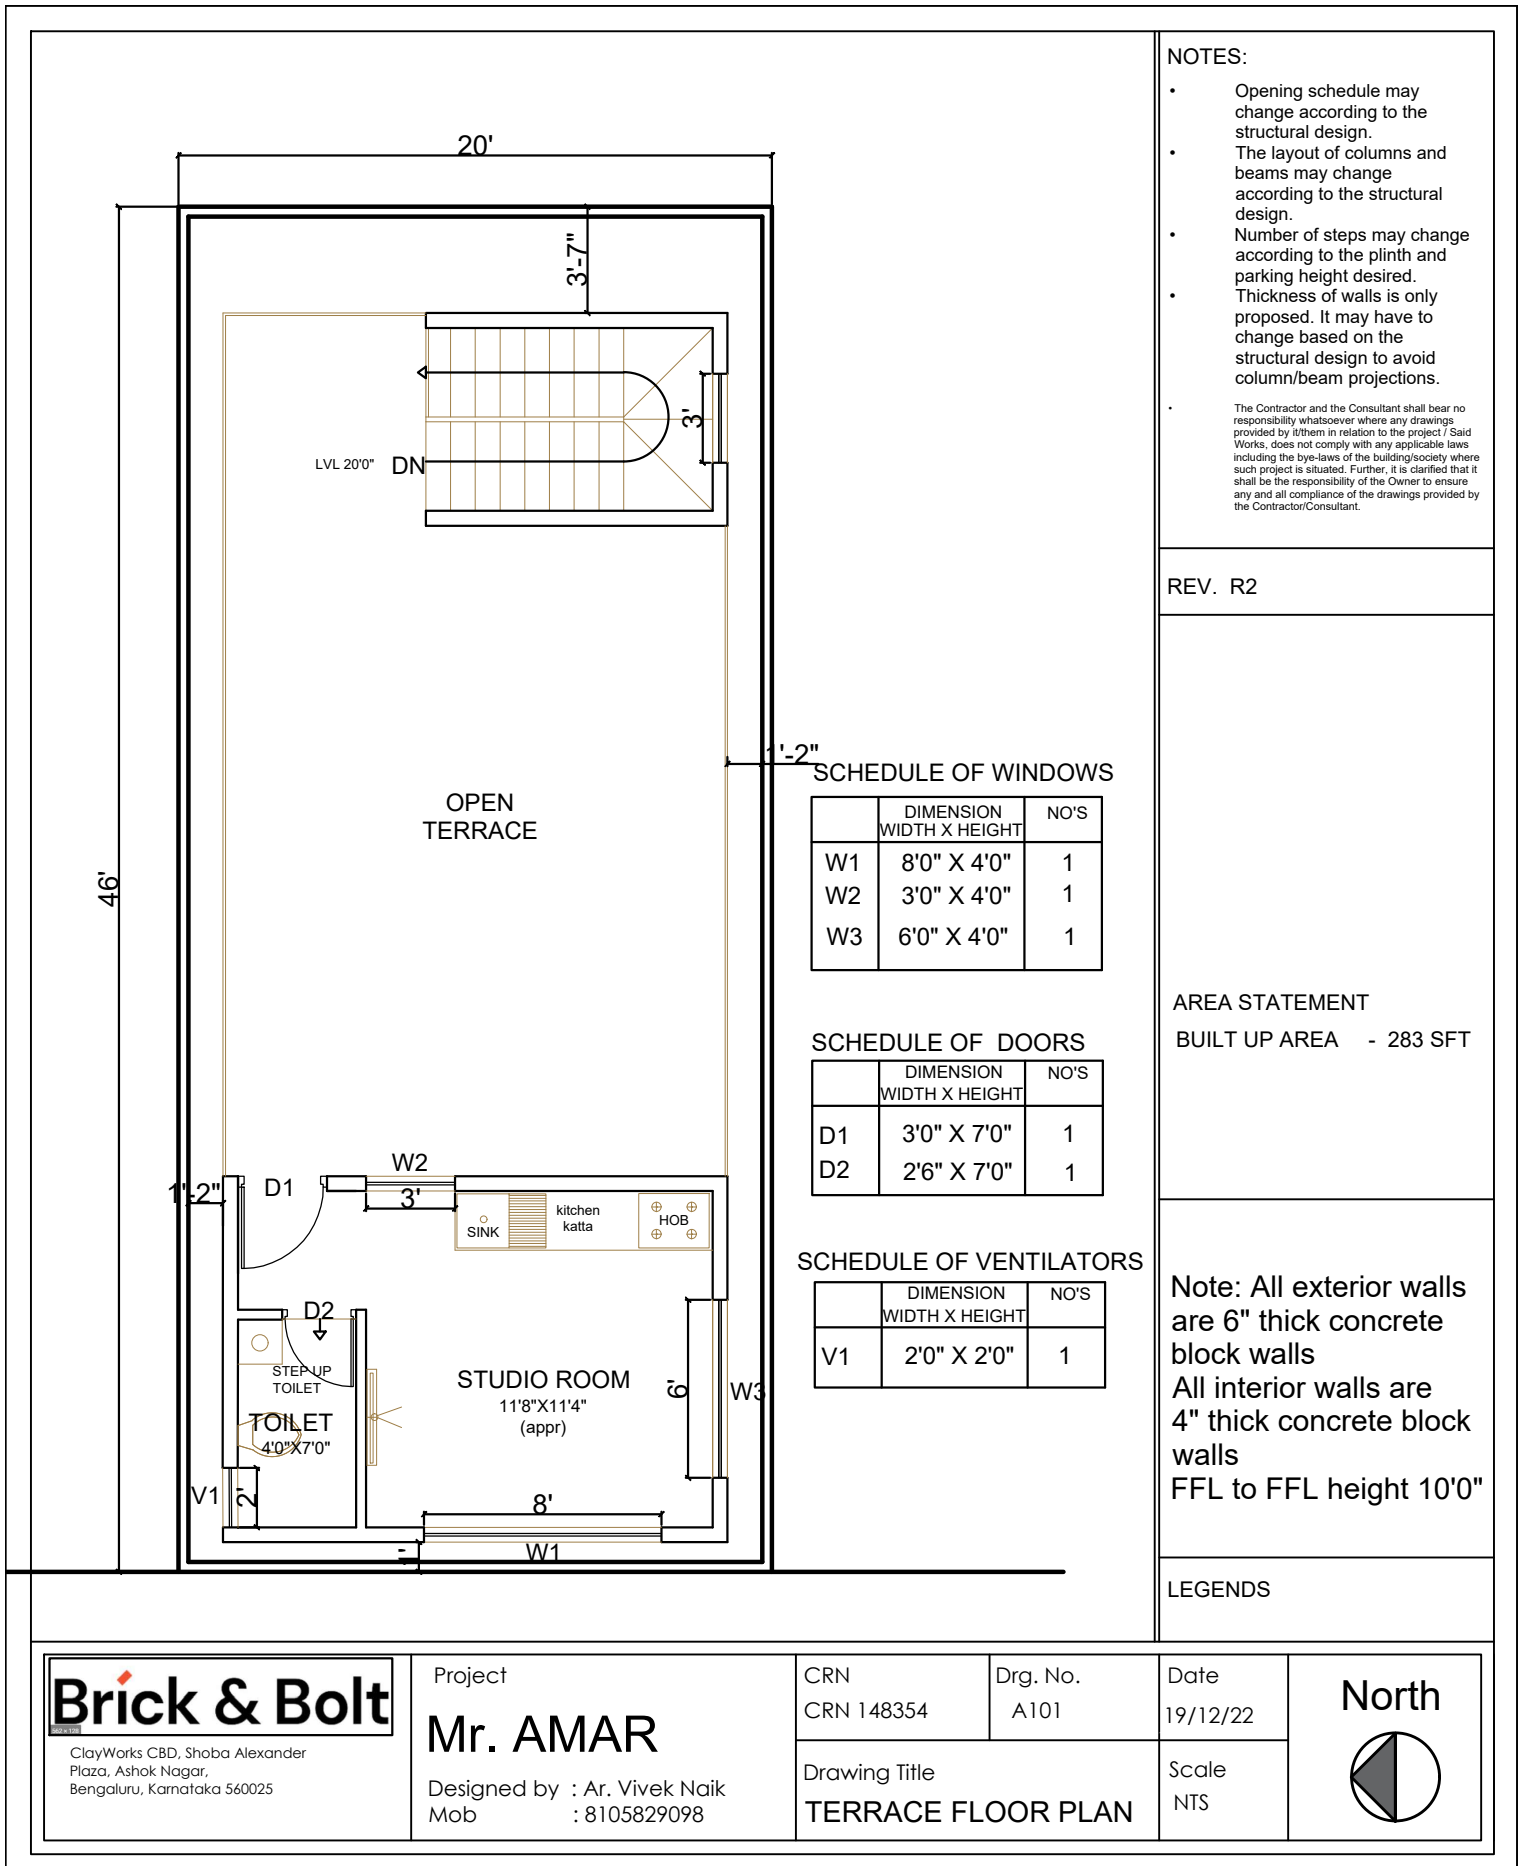 20'
3'-7"
3'
LVL 20'0" DN
46'
OPEN
TERRACE
1'-2"
W2
D1
1'-2"
3'
SINK
kitchen
katta
HOB
D2
STEP UP
TOILET
TOILET
4'0"X7'0"
STUDIO ROOM
11'8"X11'4"
(appr)
6'
W3
V1
2'
8'
W1
1'
SCHEDULE OF WINDOWS
DIMENSION
WIDTH X HEIGHT
NO'S
W1 8'0" X 4'0" 1
W2 3'0" X 4'0" 1
W3 6'0" X 4'0" 1
SCHEDULE OF DOORS
DIMENSION
WIDTH X HEIGHT
NO'S
D1 3'0" X 7'0" 1
D2 2'6" X 7'0" 1
SCHEDULE OF VENTILATORS
DIMENSION
WIDTH X HEIGHT
NO'S
V1 2'0" X 2'0" 1
NOTES:
• Opening schedule may
change according to the
structural design.
• The layout of columns and
beams may change
according to the structural
design.
• Number of steps may change
according to the plinth and
parking height desired.
• Thickness of walls is only
proposed. It may have to
change based on the
structural design to avoid
column/beam projections.
• The Contractor and the Consultant shall bear no
responsibility whatsoever where any drawings
provided by it/them in relation to the project / Said
Works, does not comply with any applicable laws
including the bye-laws of the building/society where
such project is situated. Further, it is clarified that it
shall be the responsibility of the Owner to ensure
any and all compliance of the drawings provided by
the Contractor/Consultant.
REV. R2
AREA STATEMENT
BUILT UP AREA - 283 SFT
Note: All exterior walls
are 6" thick concrete
block walls
All interior walls are
4" thick concrete block
walls
FFL to FFL height 10'0"
LEGENDS
Brick & Bolt
ClayWorks CBD, Shoba Alexander
Plaza, Ashok Nagar,
Bengaluru, Karnataka 560025
Project
Mr. AMAR
Designed by : Ar. Vivek Naik
Mob : 8105829098
CRN
CRN 148354
Drg. No.
A101
Drawing Title
TERRACE FLOOR PLAN
Date
19/12/22
Scale
NTS
North